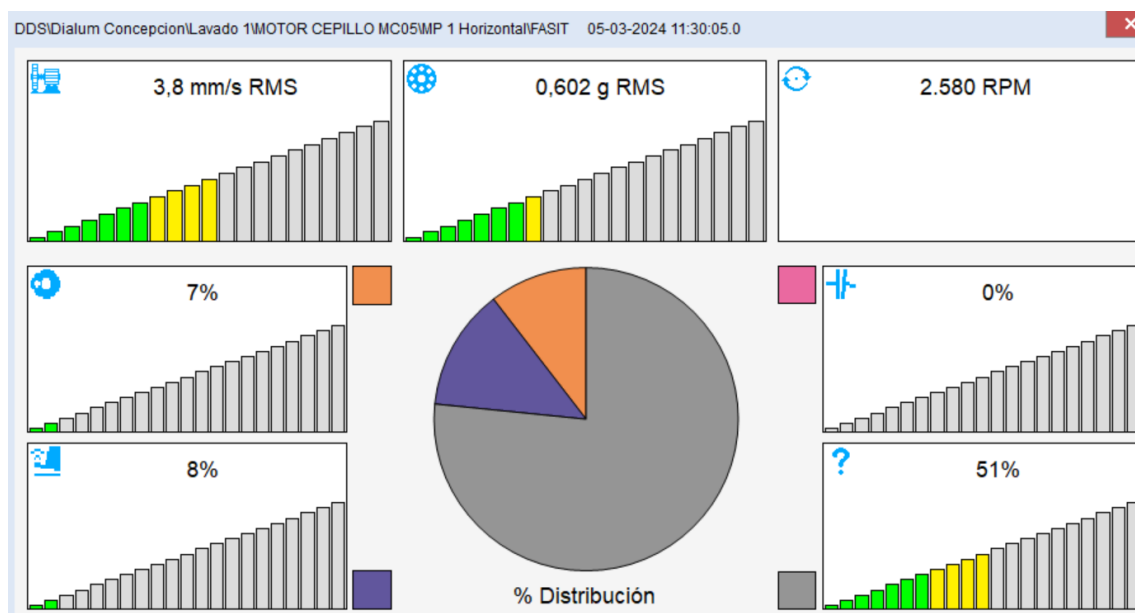 DDS\Dialum Concepcion\Lavado 1\MOTOR CEPILLO MC05\MP 1 Horizontal\FASIT 05-03-2024 11:30:05.0
3,8 mm/s RMS
0,602 g RMS
2.580 RPM
7%
0%
8%
51%
% Distribución